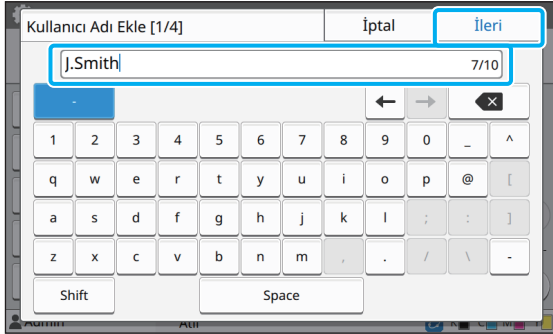 Kullanıcı Adı Ekle [1/4] İptal İleri
J.Smith 7/10
-
1 2 3 4 5 6 7 8 9 0 _ ^
q w e r t y u i o p @ [
a s d f g h j k l ; : ]
z x c v b n m , . / \ -
Shift Space
Admin